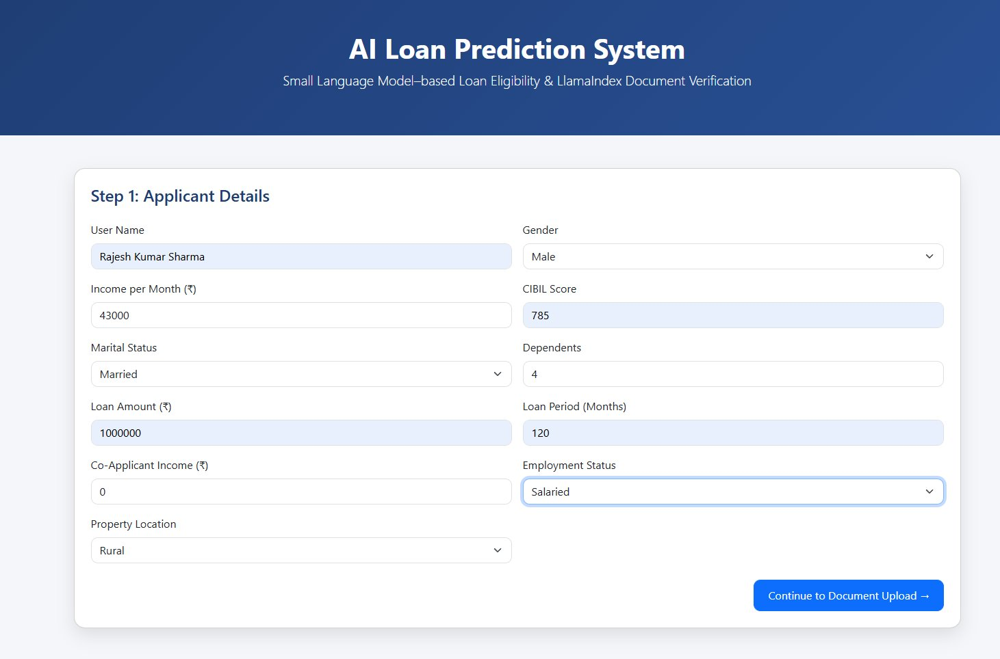 AI Loan Prediction System
Small Language Model–based Loan Eligibility & LlamaIndex Document Verification
Step 1: Applicant Details
User Name
Rajesh Kumar Sharma
Gender
Male
Income per Month (₹)
43000
CIBIL Score
785
Marital Status
Married
Dependents
4
Loan Amount (₹)
1000000
Loan Period (Months)
120
Co-Applicant Income (₹)
0
Employment Status
Salaried
Property Location
Rural
Continue to Document Upload →